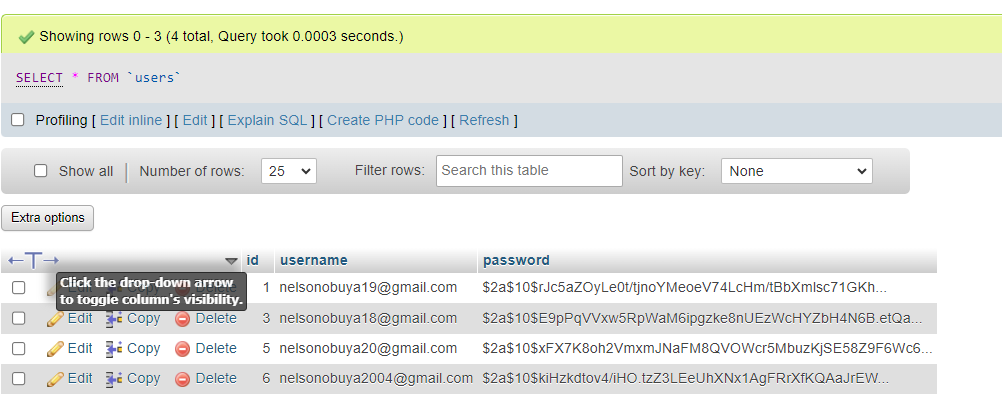 Showing rows 0 - 3 (4 total, Query took 0.0003 seconds.)
SELECT * FROM `users`
Profiling [ Edit inline ] [ Edit ] [ Explain SQL ] [ Create PHP code ] [ Refresh ]
Show all Number of rows: 25 Filter rows: Search this table Sort by key: None
Extra options
←T→ id username password
Click the drop-down arrow
to toggle column's visibility.
1 nelsonobuya19@gmail.com $2a$10$rJc5aZOyLe0t/tjnoYMeoeV74LcHm/tBbXmlsc71GKh...
Edit Copy Delete 3 nelsonobuya18@gmail.com $2a$10$E9pPqVVxw5RpWaM6ipgzke8nUEzWcHYZbH4N6B.etQa...
Edit Copy Delete 5 nelsonobuya20@gmail.com $2a$10$xFX7K8oh2VmxmJNaFM8QVOWcr5MbuzKjSE58Z9F6Wc6...
Edit Copy Delete 6 nelsonobuya2004@gmail.com $2a$10$kiHzkdtov4/iHO.tzZ3LEeUhXNx1AgFRrXfKQAaJrEW...